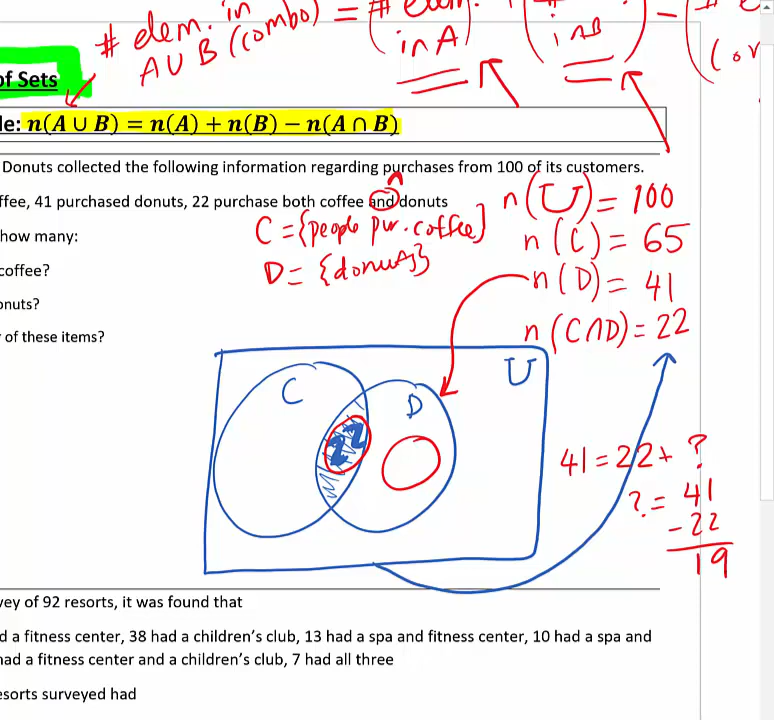 # elem. in A∪B (combo) = (# elem. in A) (in B) − (# (or
of Sets
le: n(A ∪ B) = n(A) + n(B) − n(A ∩ B)
Donuts collected the following information regarding purchases from 100 of its customers.
ffee, 41 purchased donuts, 22 purchase both coffee and donuts
∩
n(U) = 100
how many:
C = {people pur. coffee}
n(C) = 65
coffee?
D = {donuts}
n(D) = 41
onuts?
n(C∩D) = 22
of these items?
U
C
D
22
41 = 22 + ?
? = 41
−22
19
vey of 92 resorts, it was found that
d a fitness center, 38 had a children's club, 13 had a spa and fitness center, 10 had a spa and
had a fitness center and a children's club, 7 had all three
esorts surveyed had